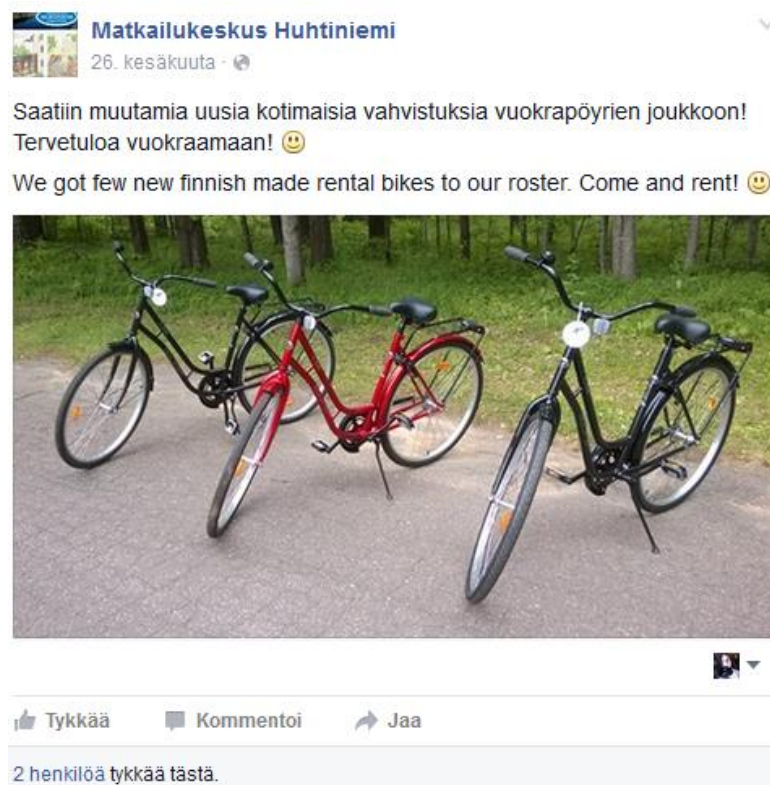 Matkailukeskus Huhtiniemi
26. kesäkuuta ·
Saatiin muutamia uusia kotimaisia vahvistuksia vuokrapöyrien joukkoon!
Tervetuloa vuokraamaan!
We got few new finnish made rental bikes to our roster. Come and rent!
Tykkää Kommentoi Jaa
2 henkilöä tykkää tästä.